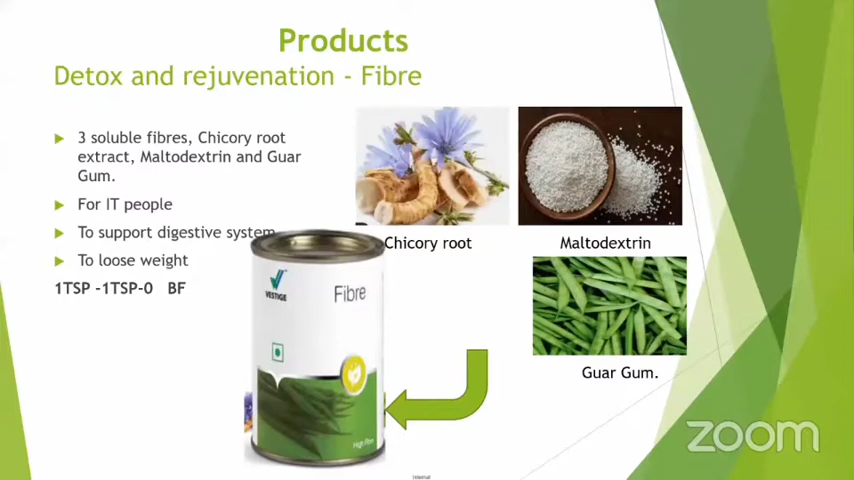 Products
Detox and rejuvenation - Fibre
3 soluble fibres, Chicory root
extract, Maltodextrin and Guar
Gum.
For IT people
To support digestive system
To loose weight
1TSP -1TSP-0 BF
Chicory root
Maltodextrin
Guar Gum.
VESTIGE
Fibre
High Fibre
Internal
zoom